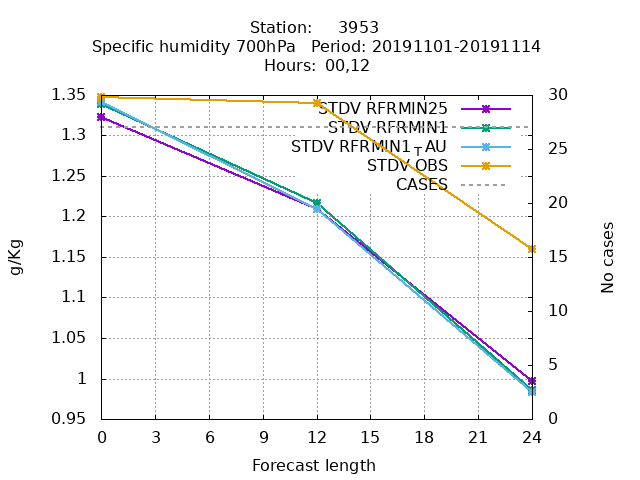 Station: 3953
Specific humidity 700hPa Period: 20191101-20191114
Hours: 00,12
1.35
1.3
1.25
1.2
1.15
1.1
1.05
1
0.95
g/Kg
STDV RFRMIN25
STDV RFRMIN1
STDV RFRMIN1TAU
STDV OBS
CASES
30
25
20
15
10
5
0
No cases
0 3 6 9 12 15 18 21 24
Forecast length